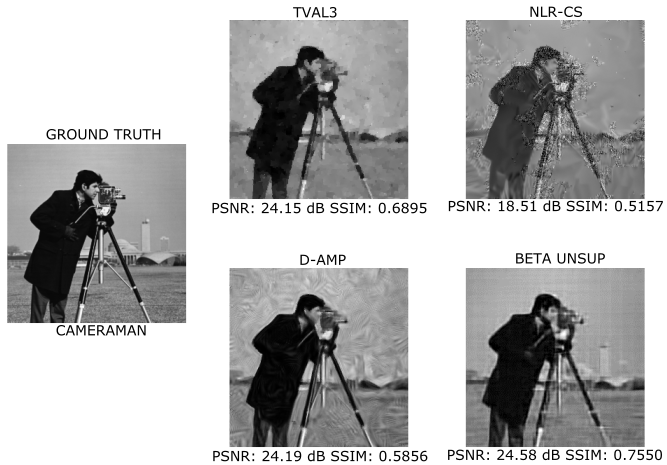 GROUND TRUTH
CAMERAMAN
TVAL3
PSNR: 24.15 dB SSIM: 0.6895
NLR-CS
PSNR: 18.51 dB SSIM: 0.5157
D-AMP
PSNR: 24.19 dB SSIM: 0.5856
BETA UNSUP
PSNR: 24.58 dB SSIM: 0.7550